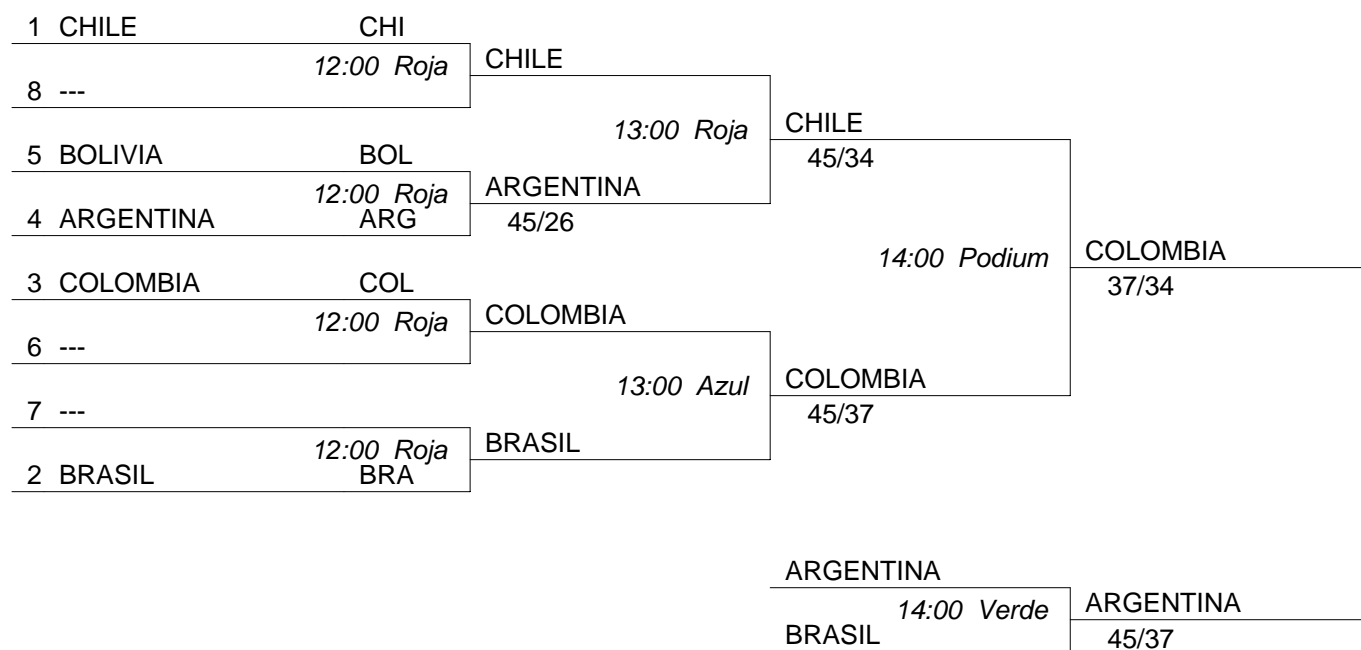 1 CHILE CHI
12:00 Roja
CHILE
8 ---
13:00 Roja
CHILE
45/34
5 BOLIVIA BOL
12:00 Roja
ARGENTINA
45/26
4 ARGENTINA ARG
14:00 Podium
COLOMBIA
37/34
3 COLOMBIA COL
12:00 Roja
COLOMBIA
6 ---
13:00 Azul
COLOMBIA
45/37
7 ---
12:00 Roja
BRASIL
2 BRASIL BRA
ARGENTINA
14:00 Verde
ARGENTINA
45/37
BRASIL